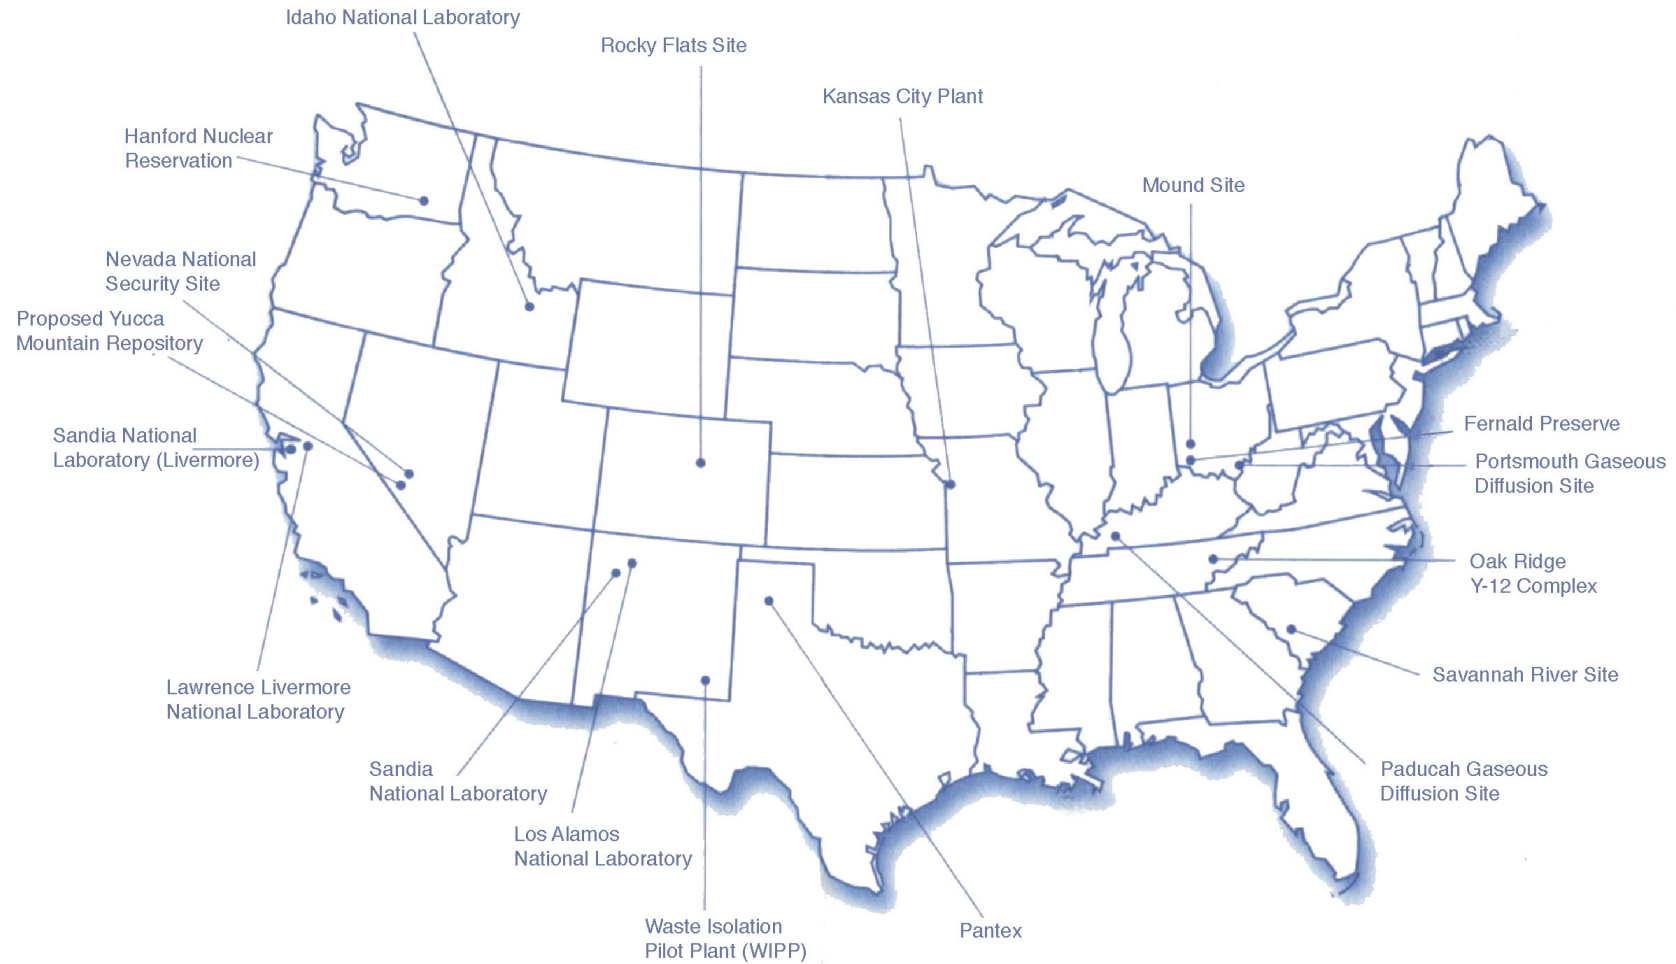 Idaho National Laboratory
Rocky Flats Site
Kansas City Plant
Hanford Nuclear
Reservation
Mound Site
Nevada National
Security Site
Proposed Yucca
Mountain Repository
Sandia National
Laboratory (Livermore)
Fernald Preserve
Portsmouth Gaseous
Diffusion Site
Oak Ridge
Y-12 Complex
Savannah River Site
Lawrence Livermore
National Laboratory
Sandia
National Laboratory
Paducah Gaseous
Diffusion Site
Los Alamos
National Laboratory
Waste Isolation
Pilot Plant (WIPP)
Pantex